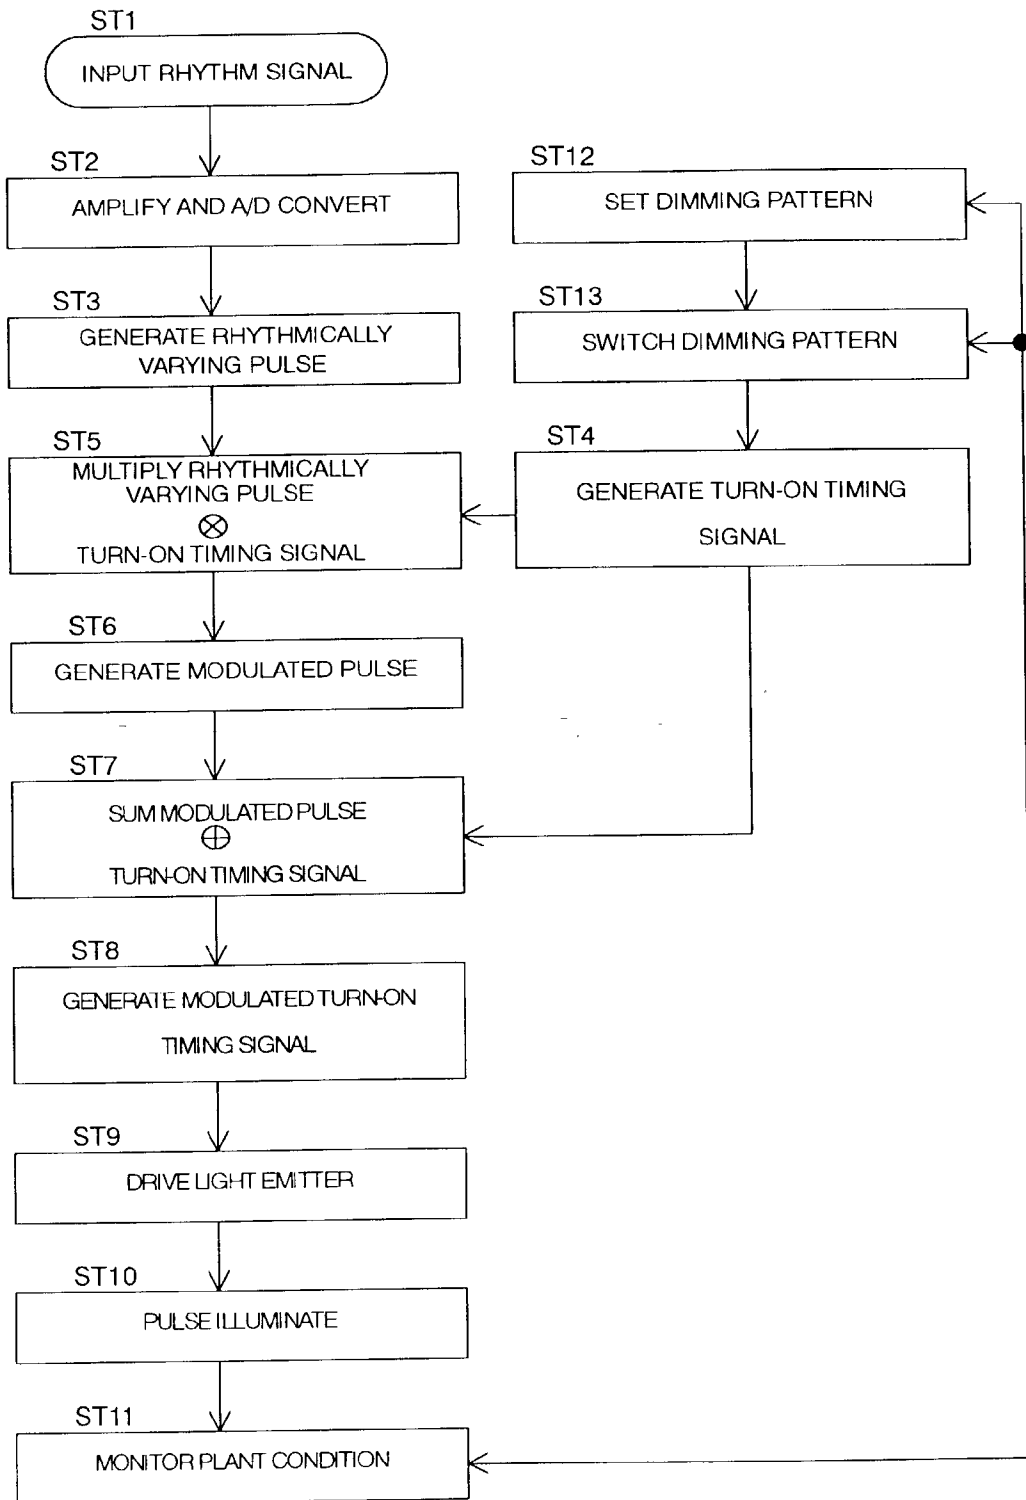 ST1
INPUT RHYTHM SIGNAL
ST2
AMPLIFY AND A/D CONVERT
ST12
SET DIMMING PATTERN
ST3
GENERATE RHYTHMICALLY
VARYING PULSE
ST13
SWITCH DIMMING PATTERN
ST5
MULTIPLY RHYTHMICALLY
VARYING PULSE
⊗
TURN-ON TIMING SIGNAL
ST4
GENERATE TURN-ON TIMING
SIGNAL
ST6
GENERATE MODULATED PULSE
ST7
SUM MODULATED PULSE
⊕
TURN-ON TIMING SIGNAL
ST8
GENERATE MODULATED TURN-ON
TIMING SIGNAL
ST9
DRIVE LIGHT EMITTER
ST10
PULSE ILLUMINATE
ST11
MONITOR PLANT CONDITION